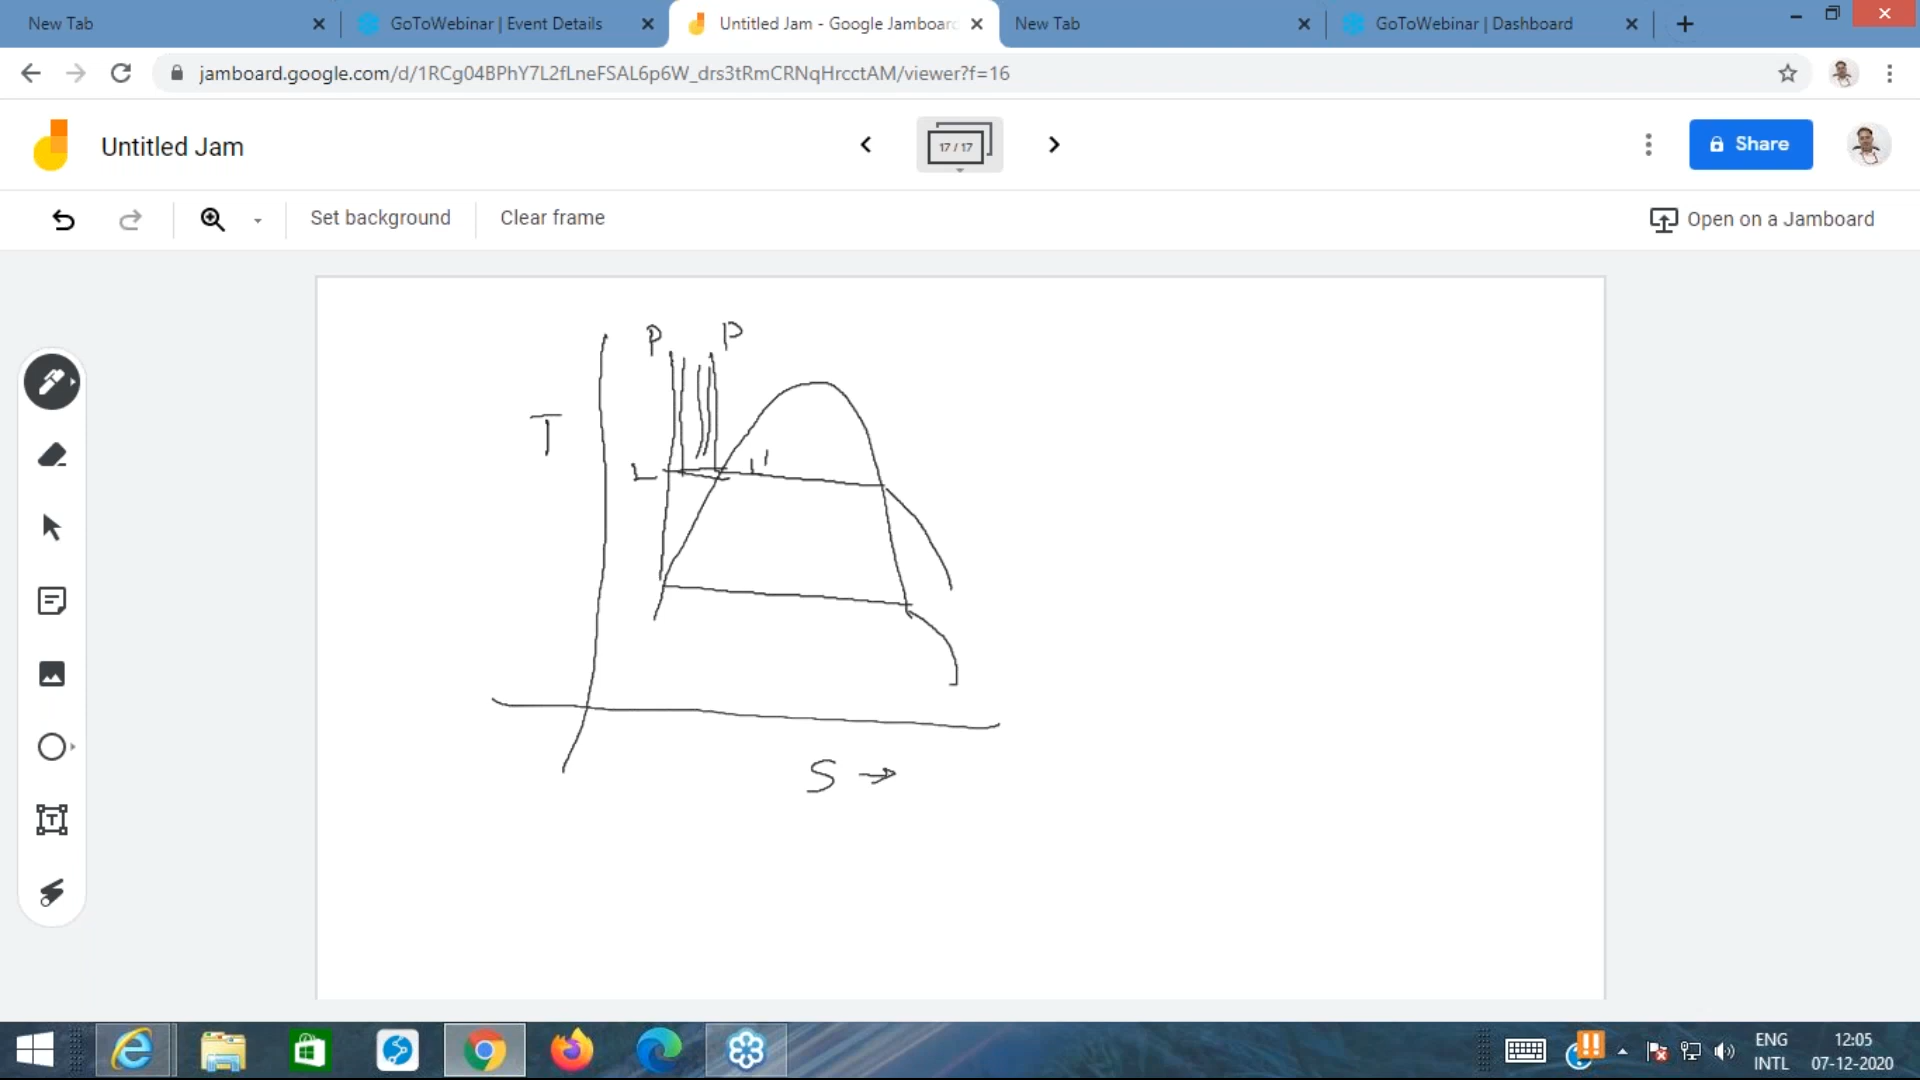 New Tab
GoToWebinar | Event Details
Untitled Jam - Google Jamboard
New Tab
GoToWebinar | Dashboard
jamboard.google.com/d/1RCg04BPhY7L2fLneFSAL6p6W_drs3tRmCRNqHrcctAM/viewer?f=16
Untitled Jam
17 / 17
Share
Set background
Clear frame
Open on a Jamboard
P P
T
L L'
S →
ENG 12:05
INTL 07-12-2020